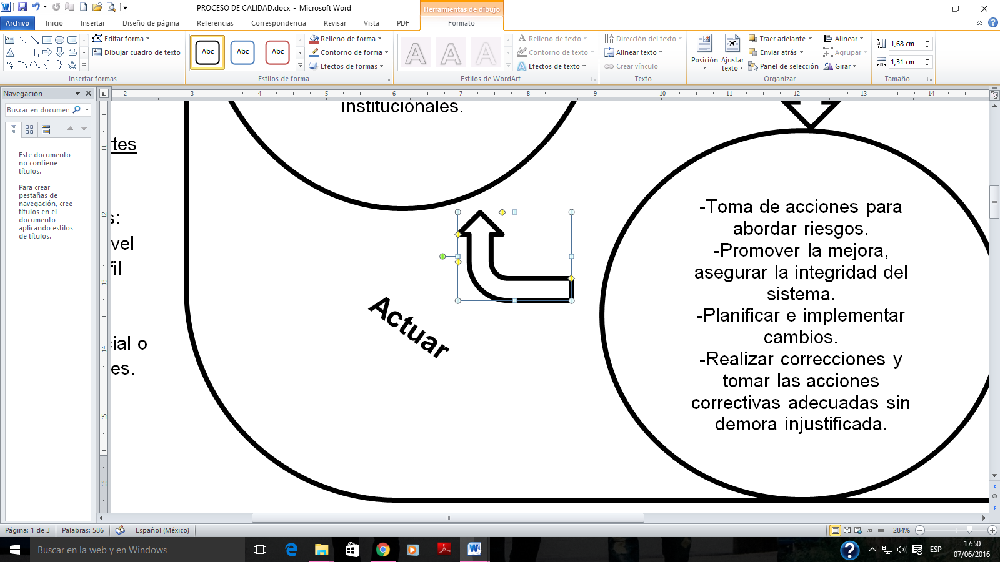 PROCESO DE CALIDAD.docx - Microsoft Word
Herramientas de dibujo
Archivo
Inicio
Insertar
Diseño de página
Referencias
Correspondencia
Revisar
Vista
PDF
Formato
Editar forma
Dibujar cuadro de texto
Insertar formas
Abc
Abc
Abc
Relleno de forma
Contorno de forma
Efectos de formas
Estilos de forma
A
A
A
Relleno de texto
Contorno de texto
Efectos de texto
Estilos de WordArt
Dirección del texto
Alinear texto
Crear vínculo
Texto
Posición
Ajustar
texto
Traer adelante
Enviar atrás
Panel de selección
Alinear
Agrupar
Girar
Organizar
1,68 cm
1,31 cm
Tamaño
Navegación
Buscar en documer
Este documento
no contiene
títulos.
Para crear
pestañas de
navegación, cree
títulos en el
documento
aplicando estilos
de títulos.
2 3 4 5 6 7 8 9 10 11 12 13 14
11
12
13
14
15
16
institucionales.
tes
s:
vel
fil
ial o
es.
Actuar
-Toma de acciones para
abordar riesgos.
-Promover la mejora,
asegurar la integridad del
sistema.
-Planificar e implementar
cambios.
-Realizar correcciones y
tomar las acciones
correctivas adecuadas sin
demora injustificada.
Página: 1 de 3
Palabras: 586
Español (México)
284%
Buscar en la web y en Windows
ESP
17:50
07/06/2016